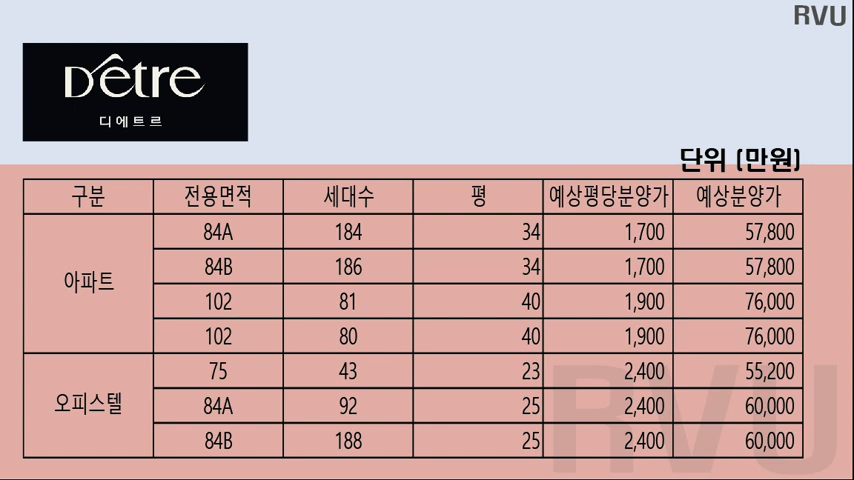 RVU
D'être
디에트르
단위 (만원)
구분 전용면적 세대수 평 예상평당분양가 예상분양가
아파트 84A 184 34 1,700 57,800
84B 186 34 1,700 57,800
102 81 40 1,900 76,000
102 80 40 1,900 76,000
오피스텔 75 43 23 2,400 55,200
84A 92 25 2,400 60,000
84B 188 25 2,400 60,000
RVU